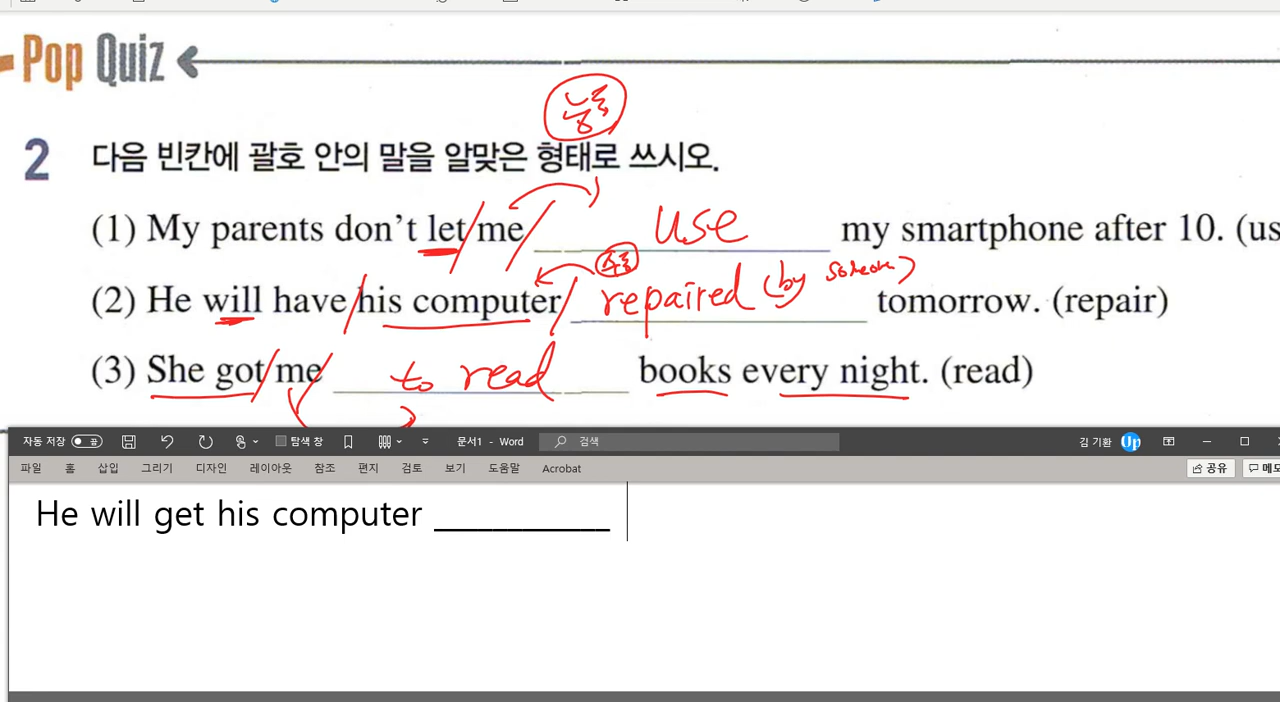 Pop Quiz
능동
2 다음 빈칸에 괄호 안의 말을 알맞은 형태로 쓰시오.
(1) My parents don't let/me/ use my smartphone after 10. (us
수동
(2) He will have/his computer/ repaired (by someone) tomorrow. (repair)
(3) She got/me/ to read books every night. (read)
자동 저장 탐색 창 문서1 - Word 검색 김 기환
파일 홈 삽입 그리기 디자인 레이아웃 참조 편지 검토 보기 도움말 Acrobat 공유 메모
He will get his computer ___________